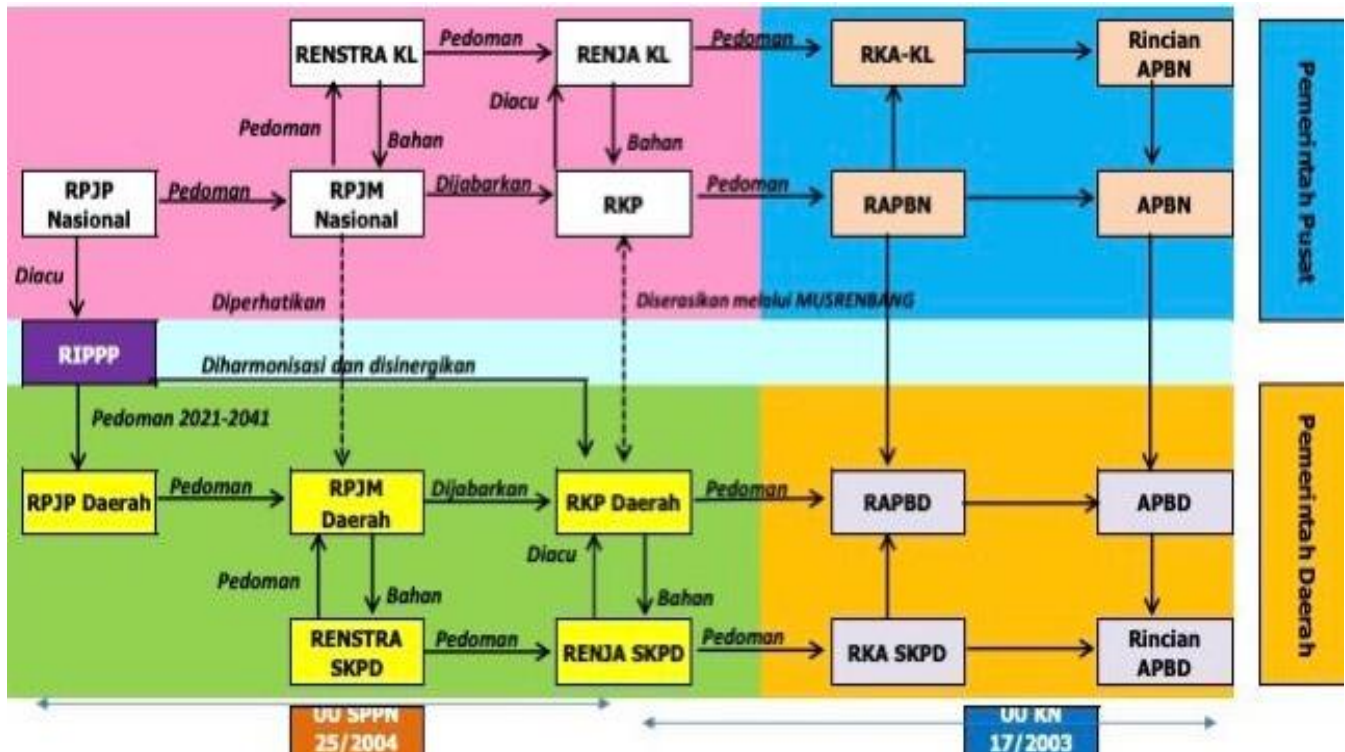 RENSTRA KL
Pedoman
RENJA KL
Pedoman
RKA-KL
Rincian
APBN
Pedoman
Bahan
Diacu
Bahan
RPJP
Nasional
Pedoman
RPJM
Nasional
Dijabarkan
RKP
Pedoman
RAPBN
APBN
Pemerintah Pusat
Diacu
Diperhatikan
Diserasikan melalui MUSRENBANG
RIPPP
Diharmonisasi dan disinergikan
Pedoman 2021-2041
RPJP Daerah
Pedoman
RPJM
Daerah
Dijabarkan
RKP Daerah
Pedoman
RAPBD
APBD
Pemerintah Daerah
Pedoman
Bahan
Diacu
Bahan
RENSTRA
SKPD
Pedoman
RENJA SKPD
Pedoman
RKA SKPD
Rincian
APBD
UU SPPN
25/2004
UU KN
17/2003